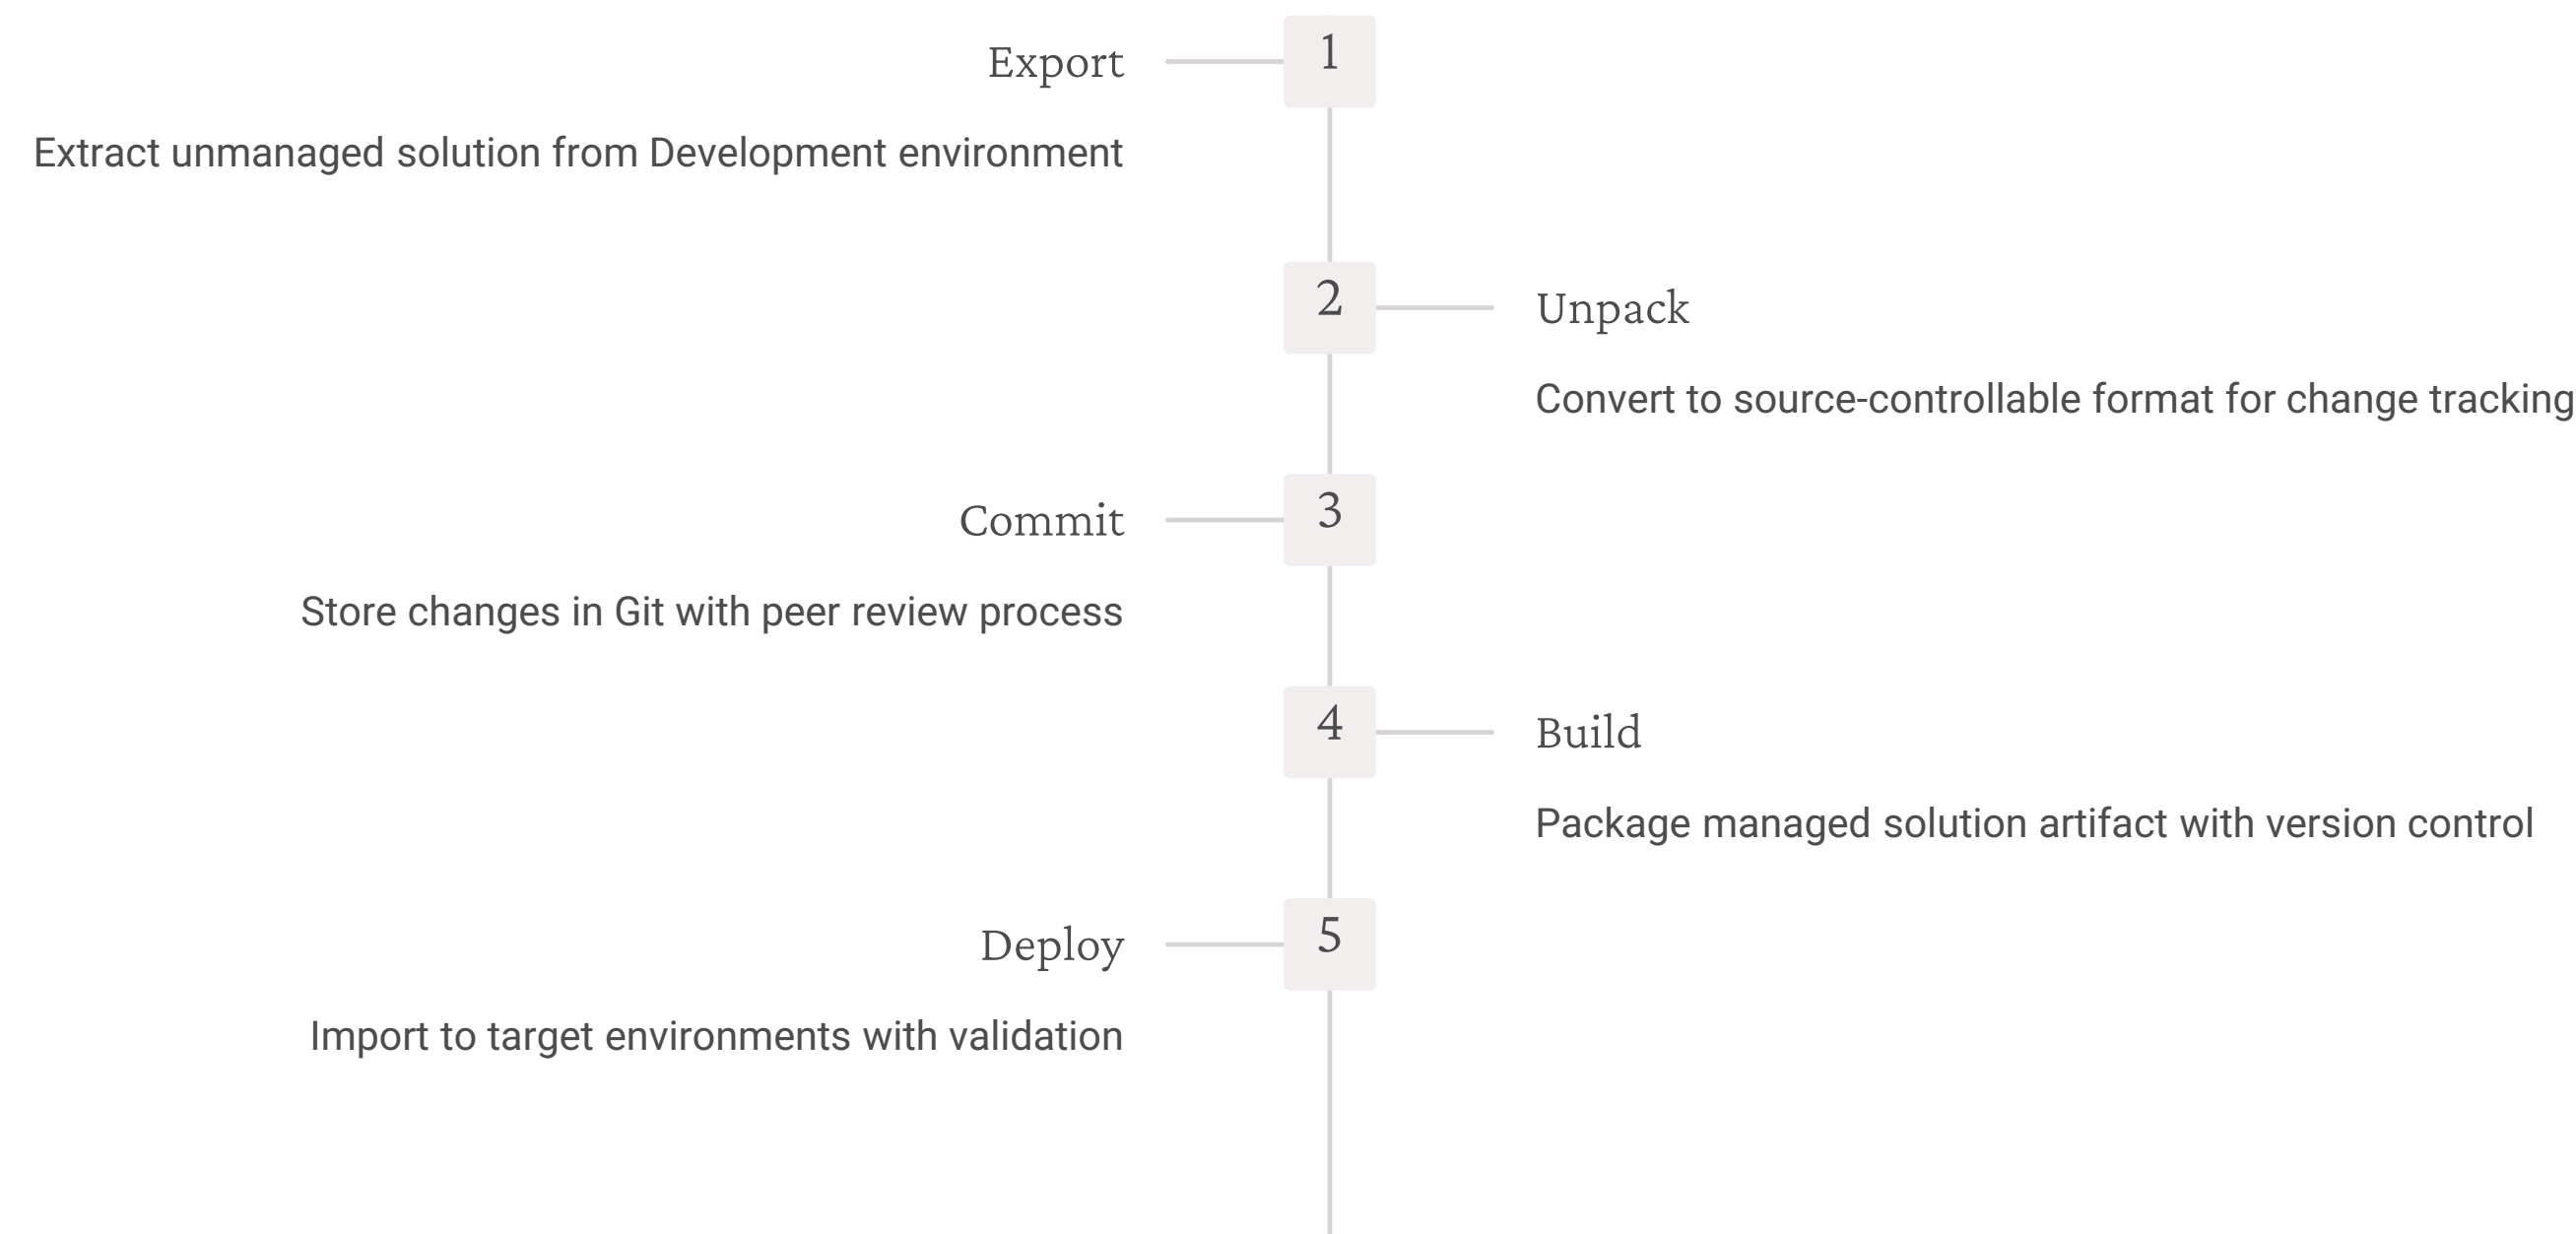 1
Export
Extract unmanaged solution from Development environment
2
Unpack
Convert to source-controllable format for change tracking
3
Commit
Store changes in Git with peer review process
4
Build
Package managed solution artifact with version control
5
Deploy
Import to target environments with validation